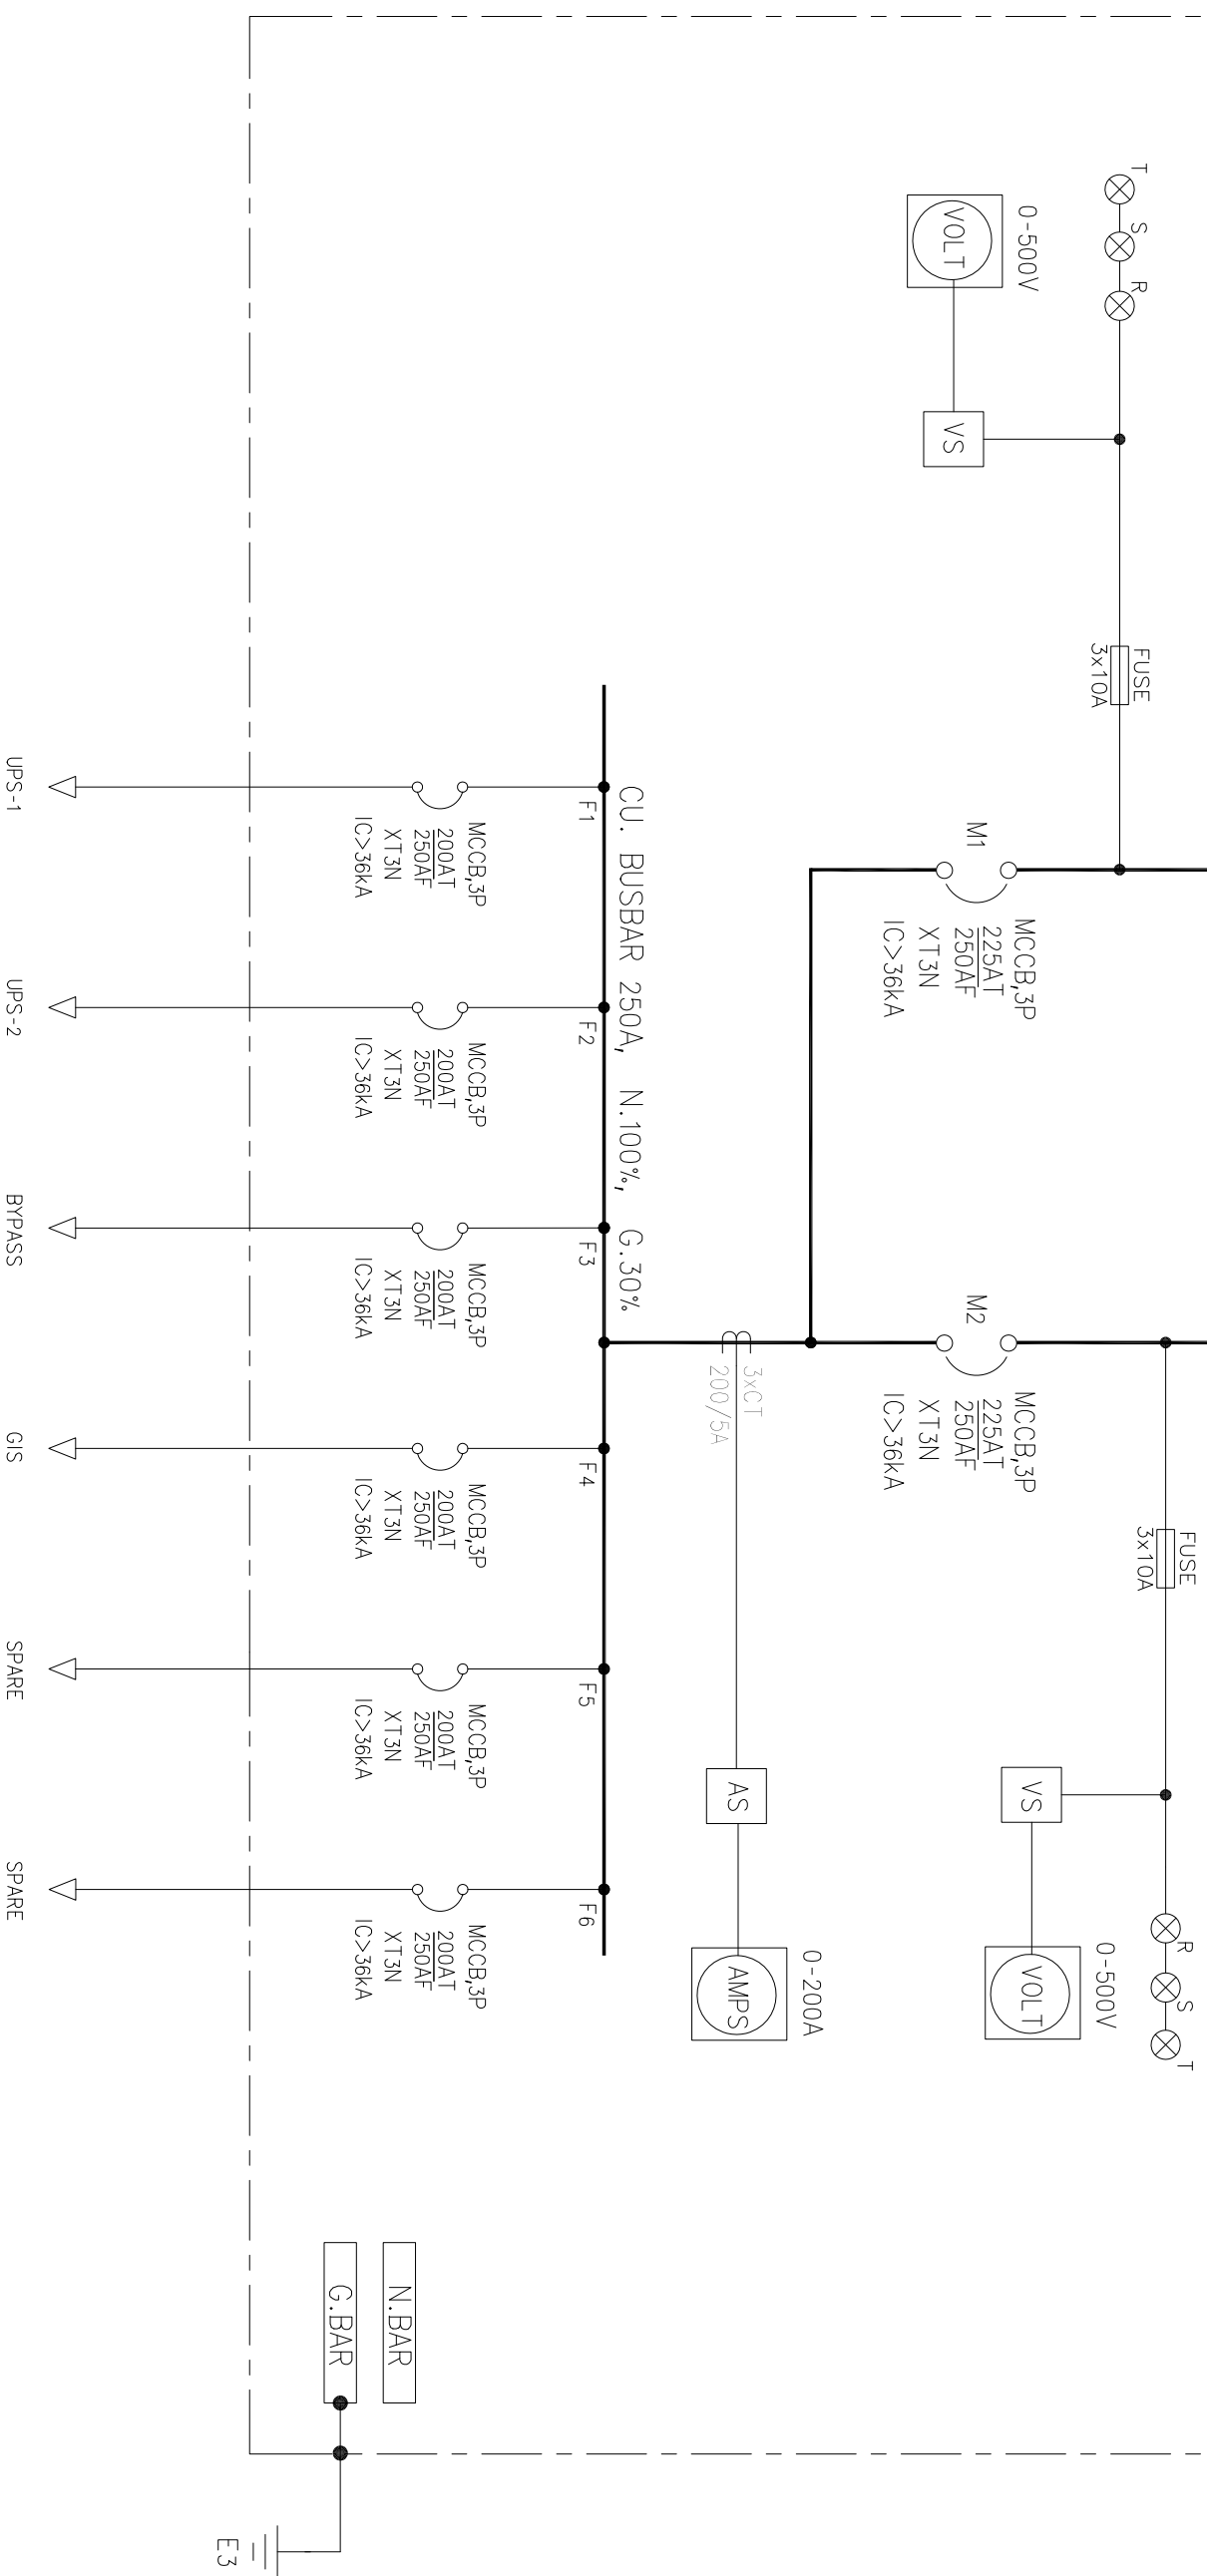 T
S
R
FUSE
3x10A
0-500V
VOLT
VS
FUSE
3x10A
R
S
T
VS
0-500V
VOLT
M1
MCCB,3P
225AT
250AF
XT3N
IC>36kA
M2
MCCB,3P
225AT
250AF
XT3N
IC>36kA
3xCT
200/5A
AS
0-200A
AMPS
CU. BUSBAR 250A, N.100%, G.30%
F1
MCCB,3P
200AT
250AF
XT3N
IC>36kA
F2
MCCB,3P
200AT
250AF
XT3N
IC>36kA
F3
MCCB,3P
200AT
250AF
XT3N
IC>36kA
F4
MCCB,3P
200AT
250AF
XT3N
IC>36kA
F5
MCCB,3P
200AT
250AF
XT3N
IC>36kA
F6
MCCB,3P
200AT
250AF
XT3N
IC>36kA
N.BAR
G.BAR
E3
UPS-1
UPS-2
BYPASS
GIS
SPARE
SPARE